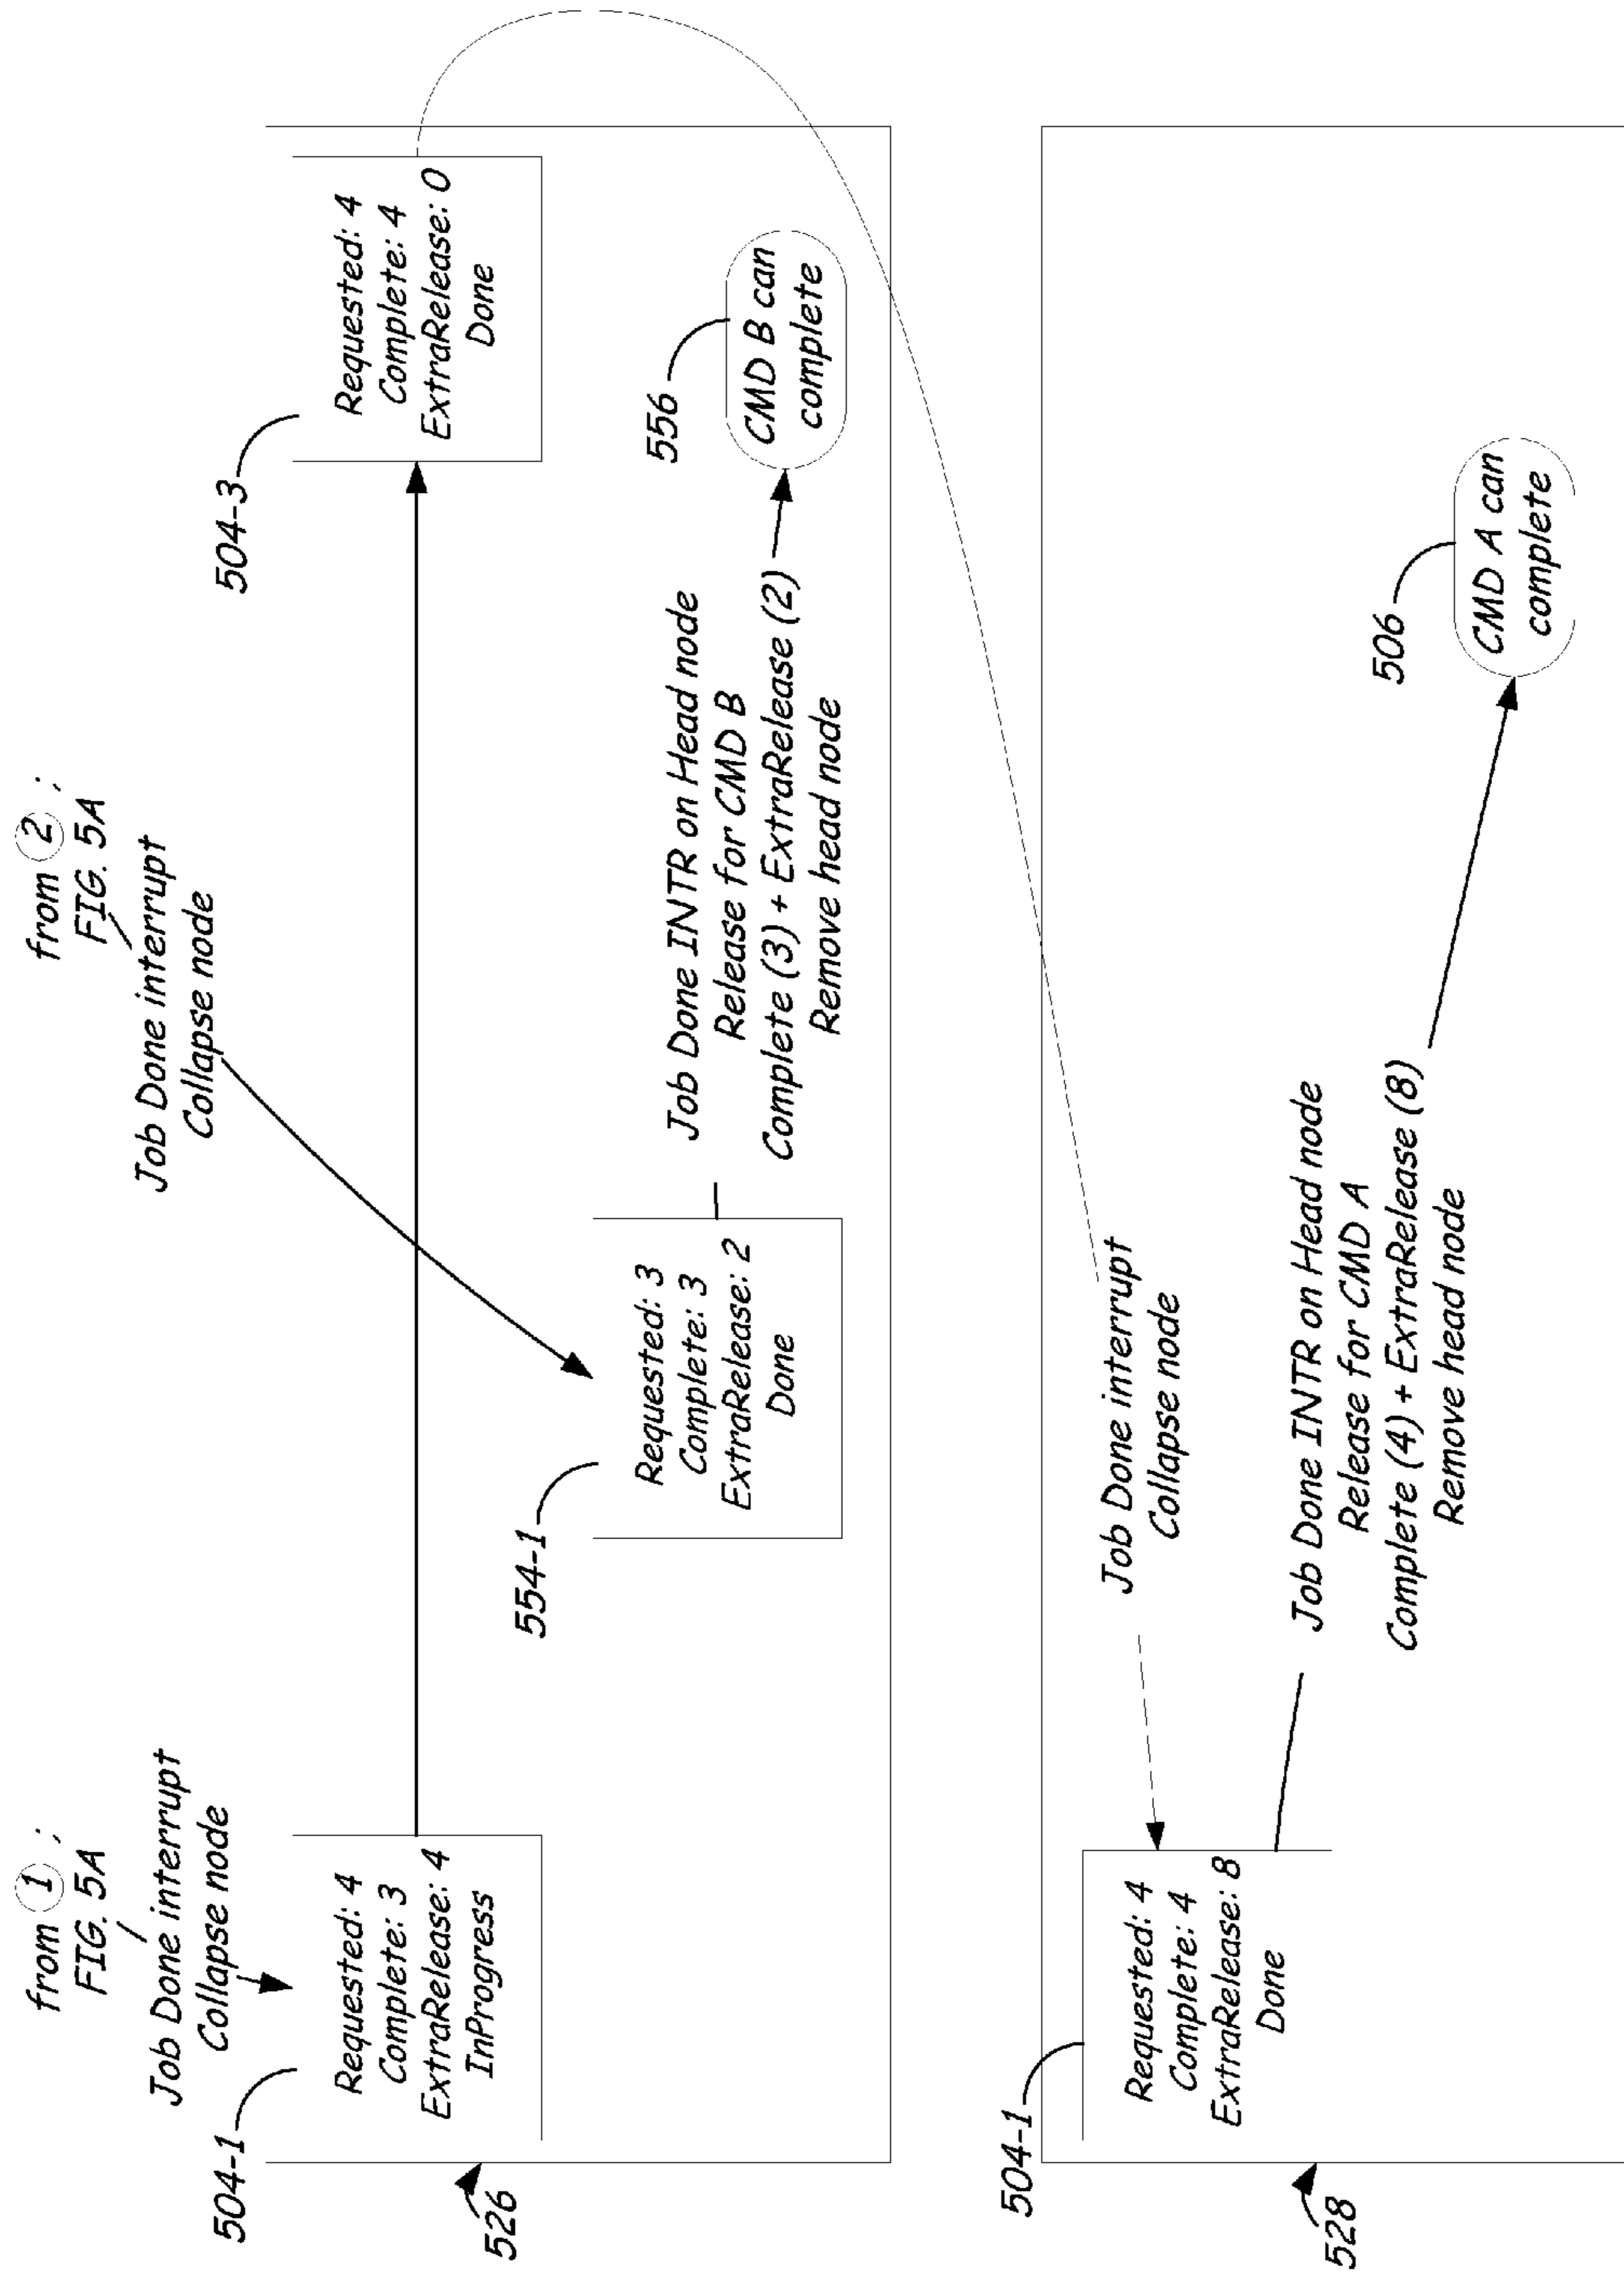 from 1 ;
FIG. 5A
Job Done interrupt
Collapse node
from 2 ;
FIG. 5A
Job Done interrupt
Collapse node
504-1
504-3
Requested: 4
Complete: 3
ExtraRelease: 4
InProgress
Requested: 4
Complete: 4
ExtraRelease: 0
Done
526
554-1
Requested: 3
Complete: 3
ExtraRelease: 2
Done
Job Done INTR on Head node
Release for CMD B
Complete (3) + ExtraRelease (2)
Remove head node
556
CMD B can
complete
504-1
Requested: 4
Complete: 4
ExtraRelease: 8
Done
Job Done interrupt
Collapse node
528
Job Done INTR on Head node
Release for CMD A
Complete (4) + ExtraRelease (8)
Remove head node
506
CMD A can
complete